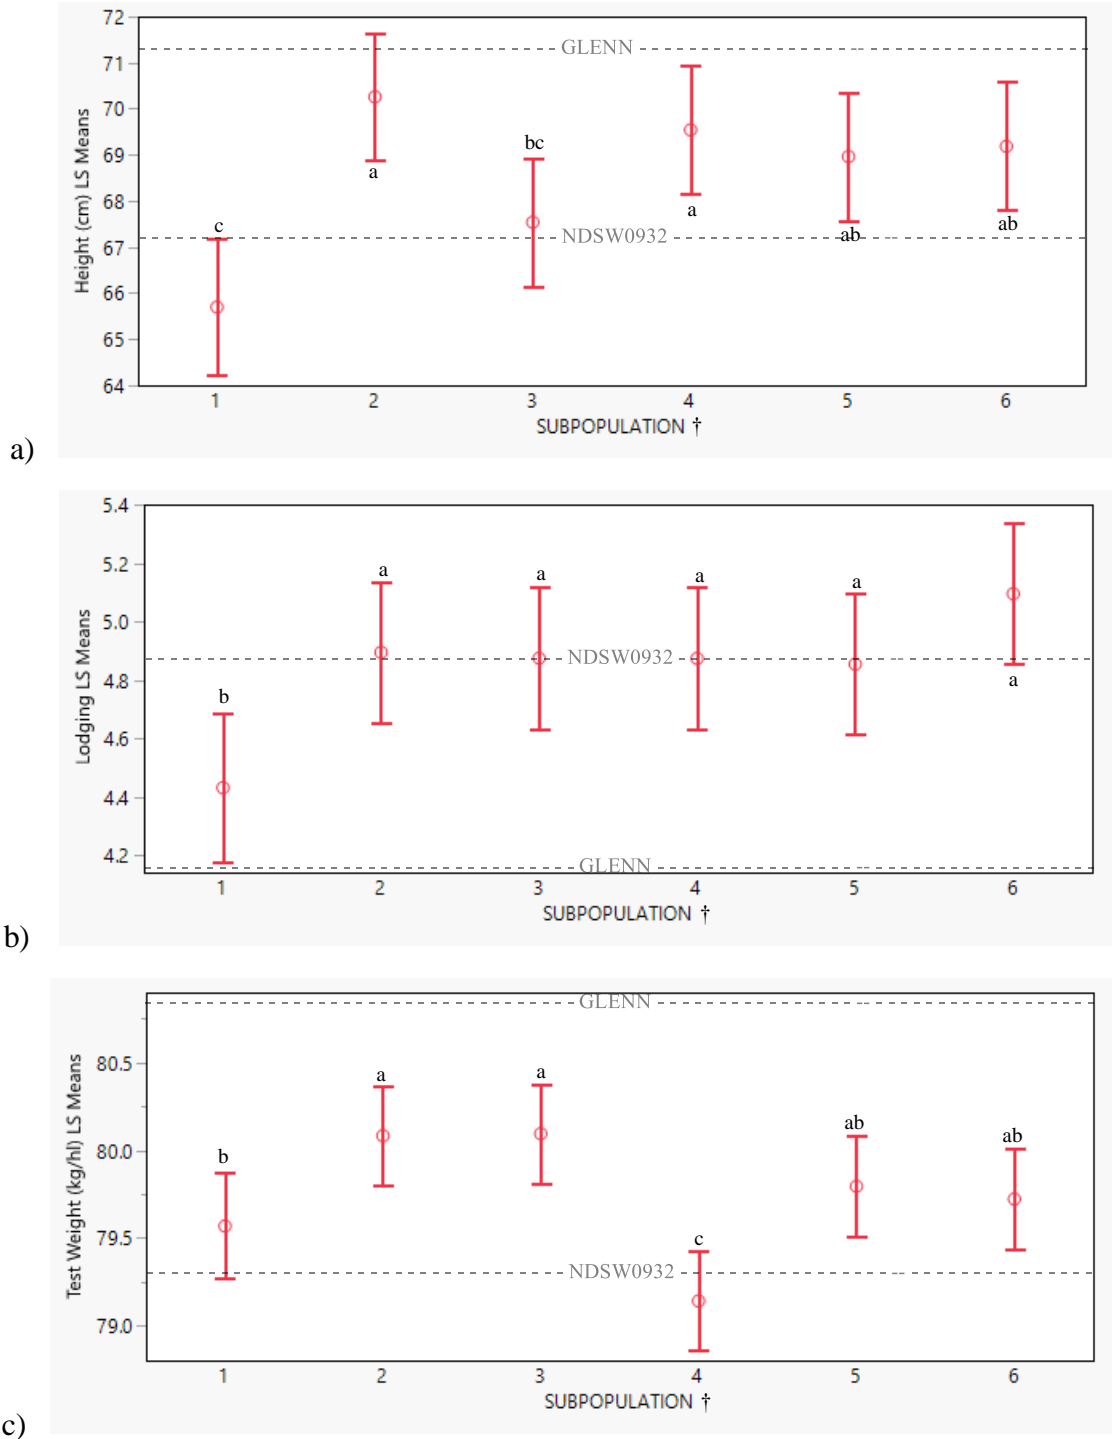 72
GLENN
71
70
bc
69
a
68
a
c
ab
ab
67
NDSW0932
66
65
64
Height (cm) LS Means
1 2 3 4 5 6
SUBPOPULATION †
a)
5.4
5.2
a a a a
5.0
NDSW0932
4.8
b
a
4.6
4.4
4.2
GLENN
Lodging LS Means
1 2 3 4 5 6
SUBPOPULATION †
b)
GLENN
80.5
a a
ab ab
80.0
b
79.5
c
NDSW0932
79.0
Test Weight (kg/hl) LS Means
1 2 3 4 5 6
SUBPOPULATION †
c)